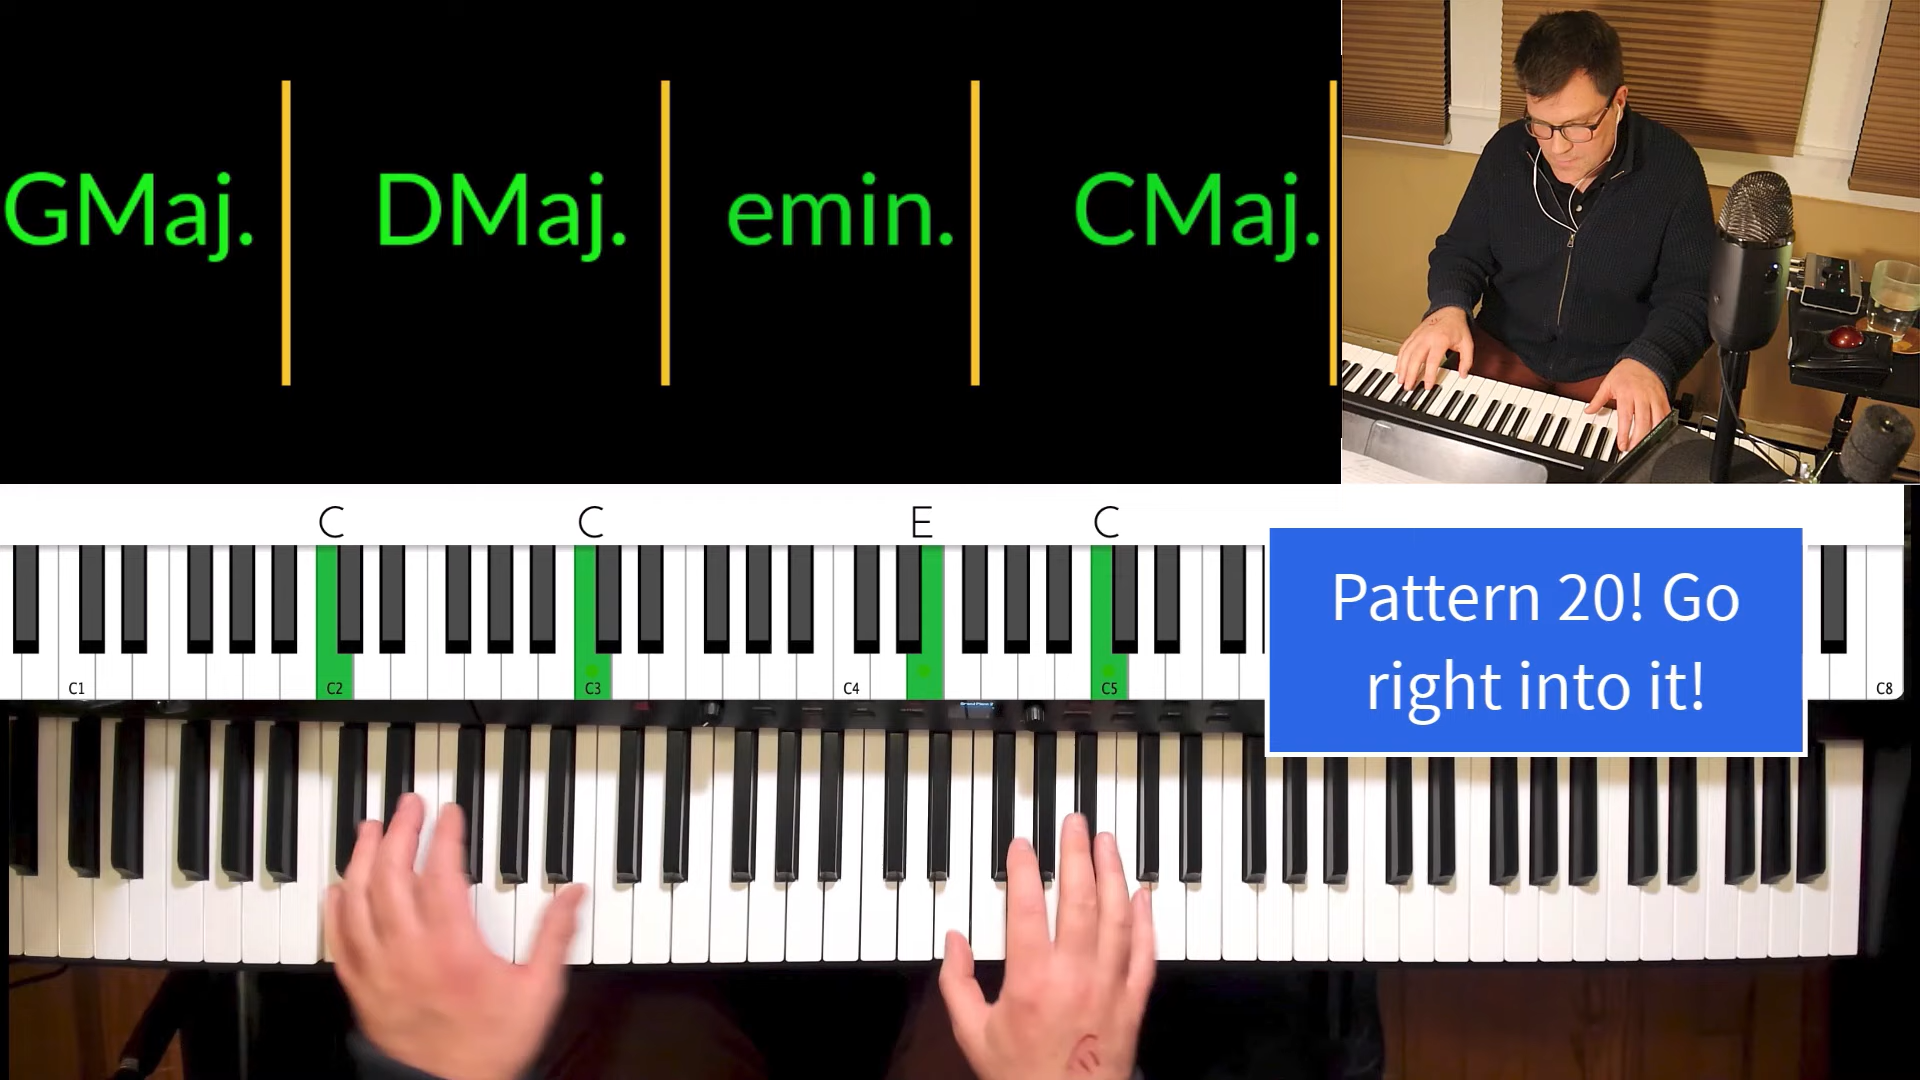 GMaj. DMaj. emin. CMaj.
C C E C
Pattern 20! Go
right into it!
C1 C2 C3 C4 C5 C8